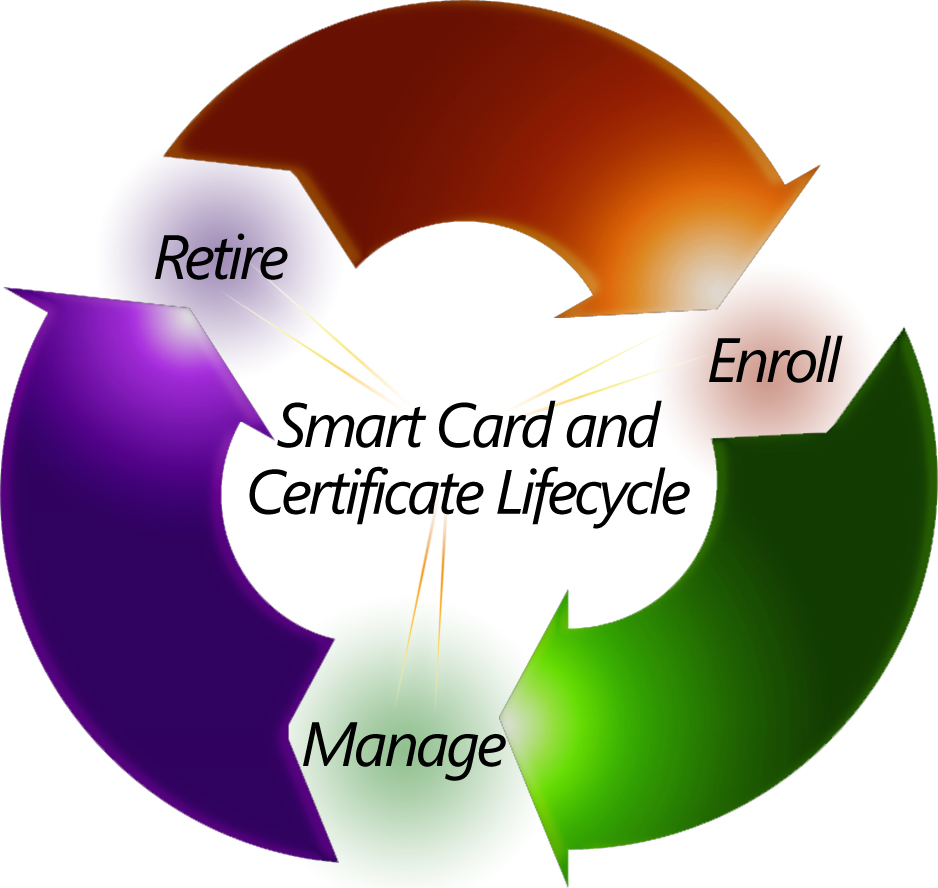 Retire
Enroll
Smart Card and
Certificate Lifecycle
Manage